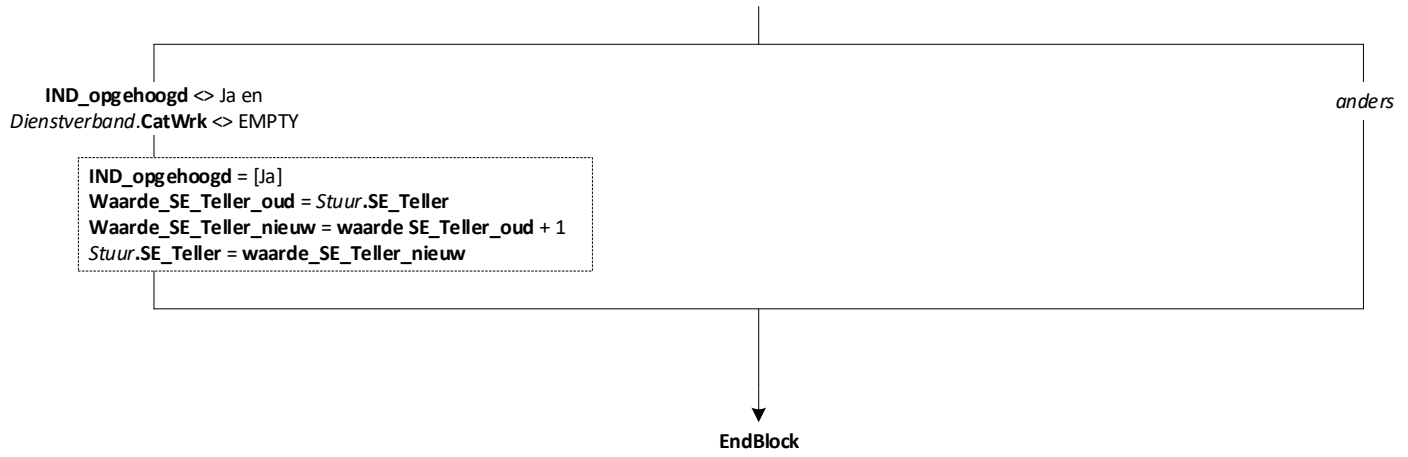 IND_opgehoogd <> Ja en
Dienstverband.CatWrk <> EMPTY
anders
IND_opgehoogd = [Ja]
Waarde_SE_Teller_oud = Stuur.SE_Teller
Waarde_SE_Teller_nieuw = waarde SE_Teller_oud + 1
Stuur.SE_Teller = waarde_SE_Teller_nieuw
EndBlock